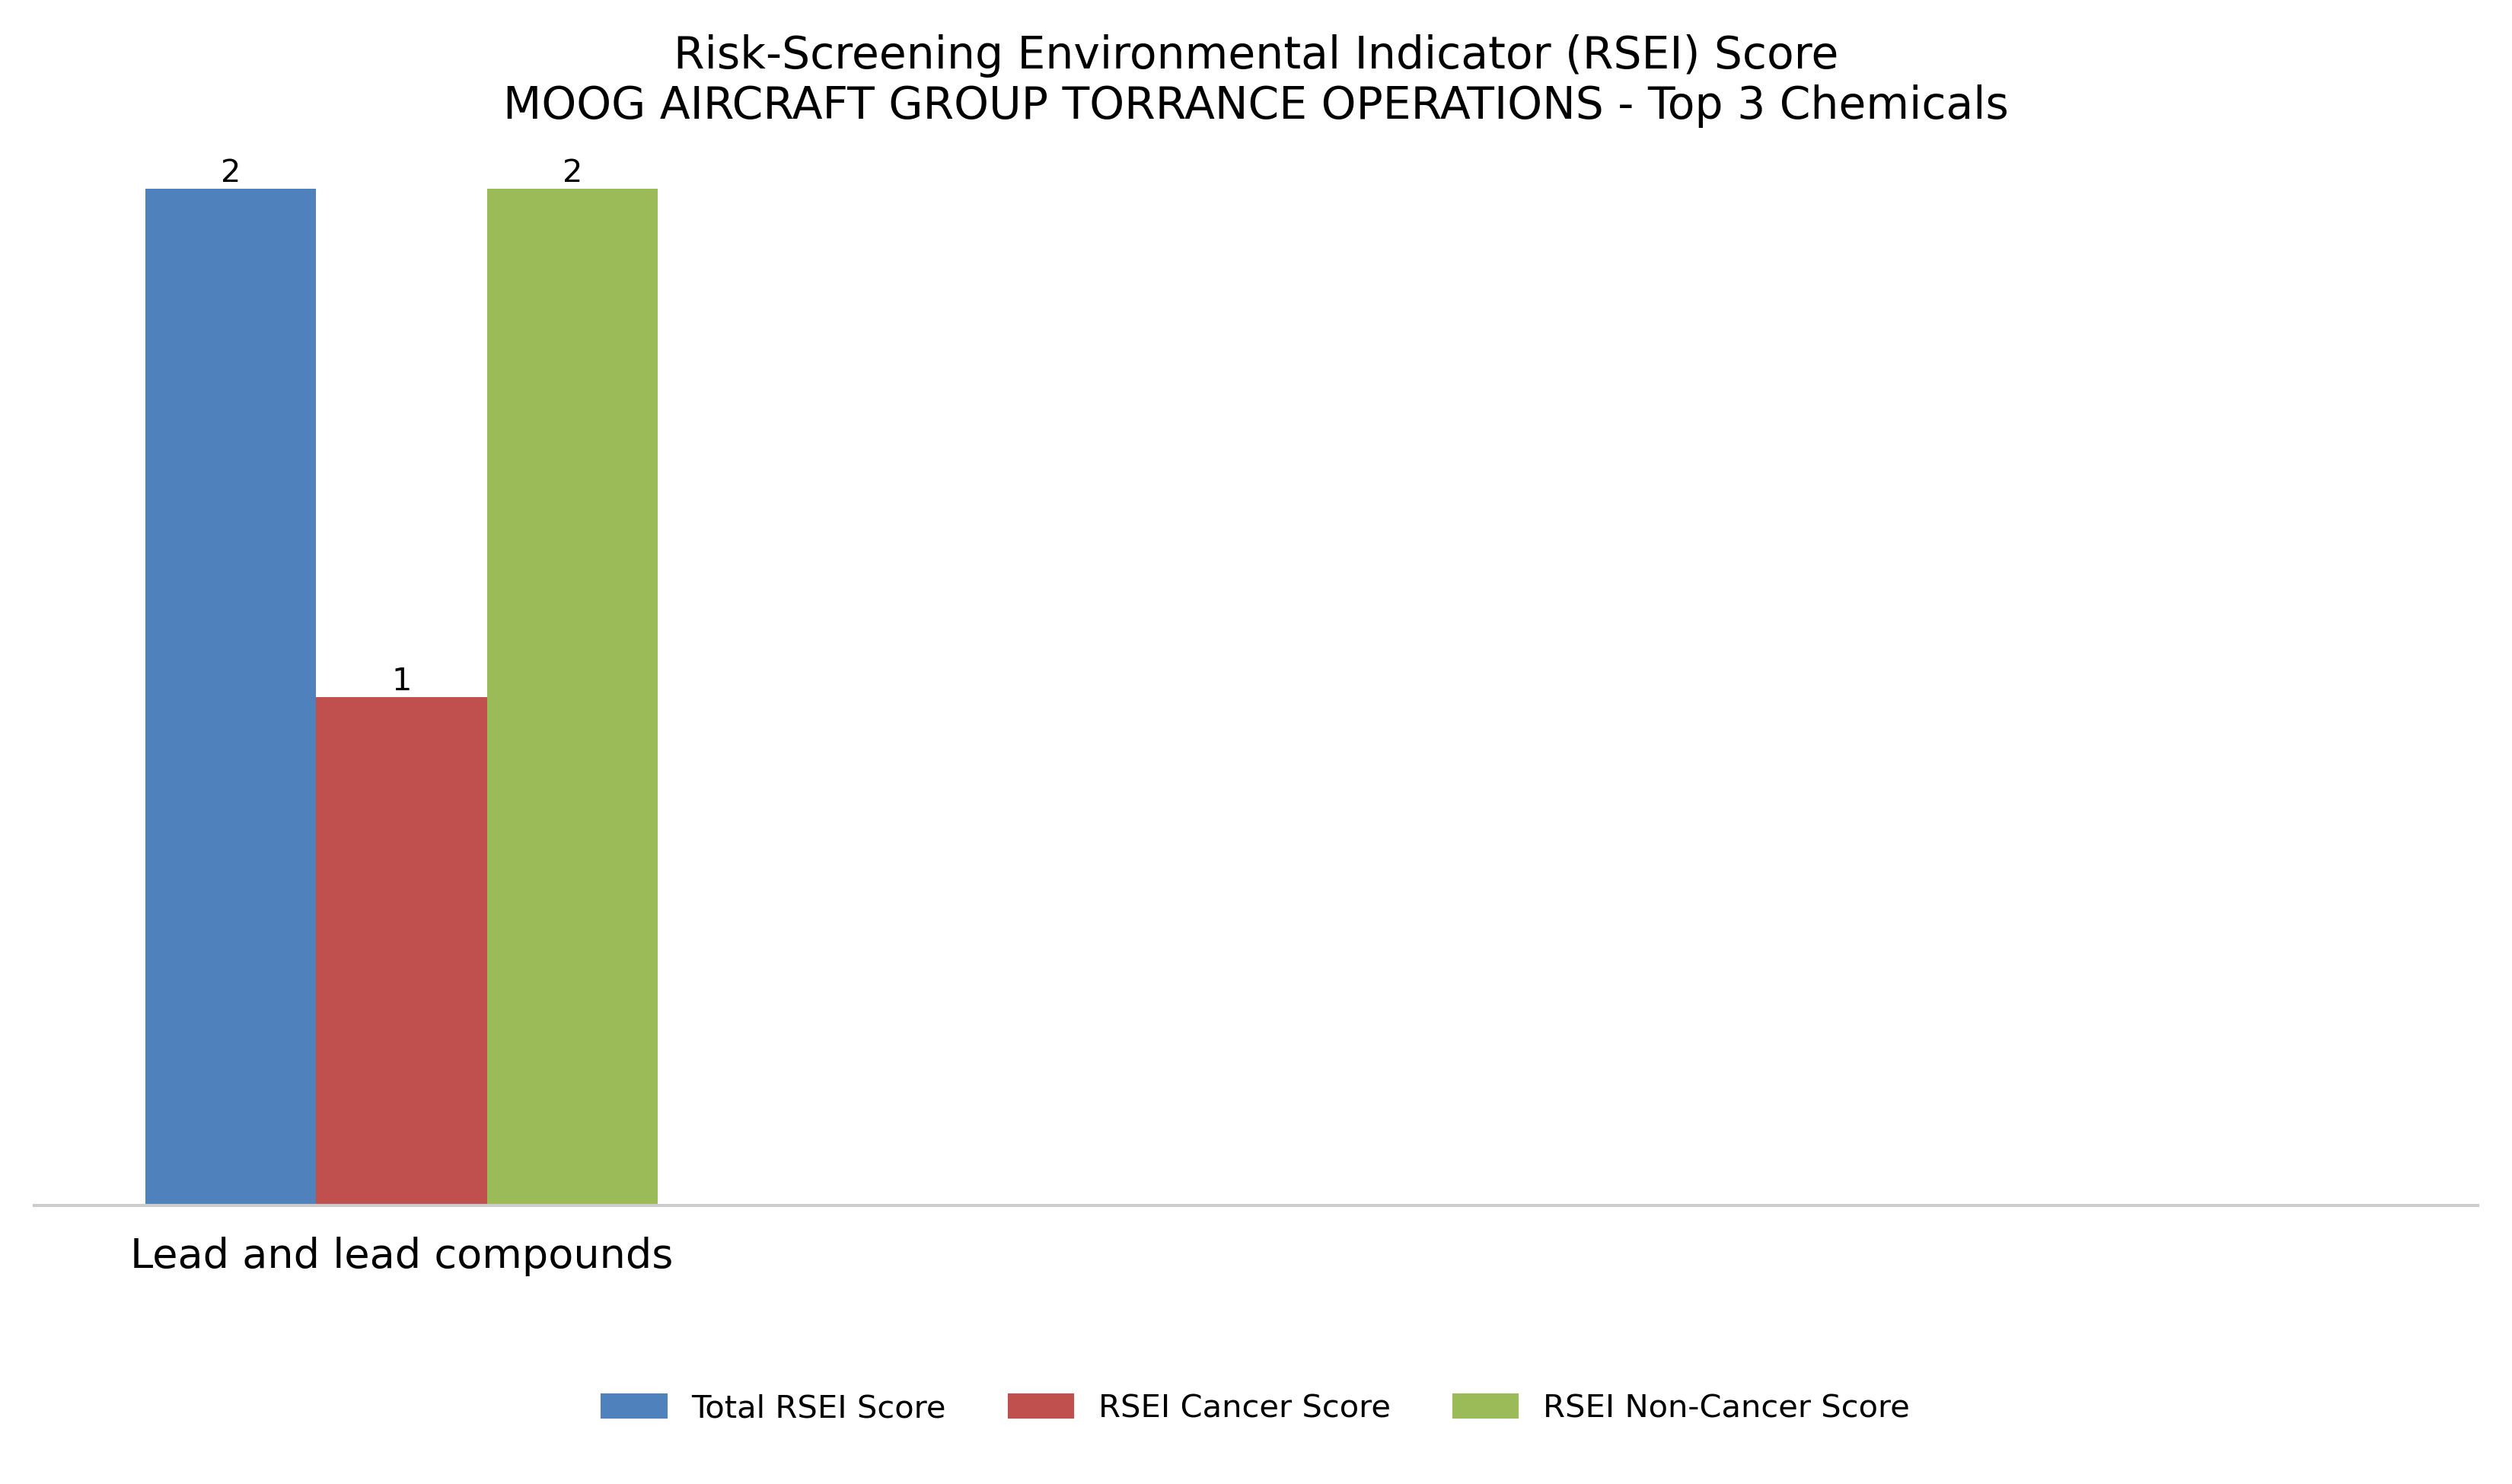 Risk-Screening Environmental Indicator (RSEI) Score
MOOG AIRCRAFT GROUP TORRANCE OPERATIONS - Top 3 Chemicals
2
2
1
Lead and lead compounds
Total RSEI Score
RSEI Cancer Score
RSEI Non-Cancer Score